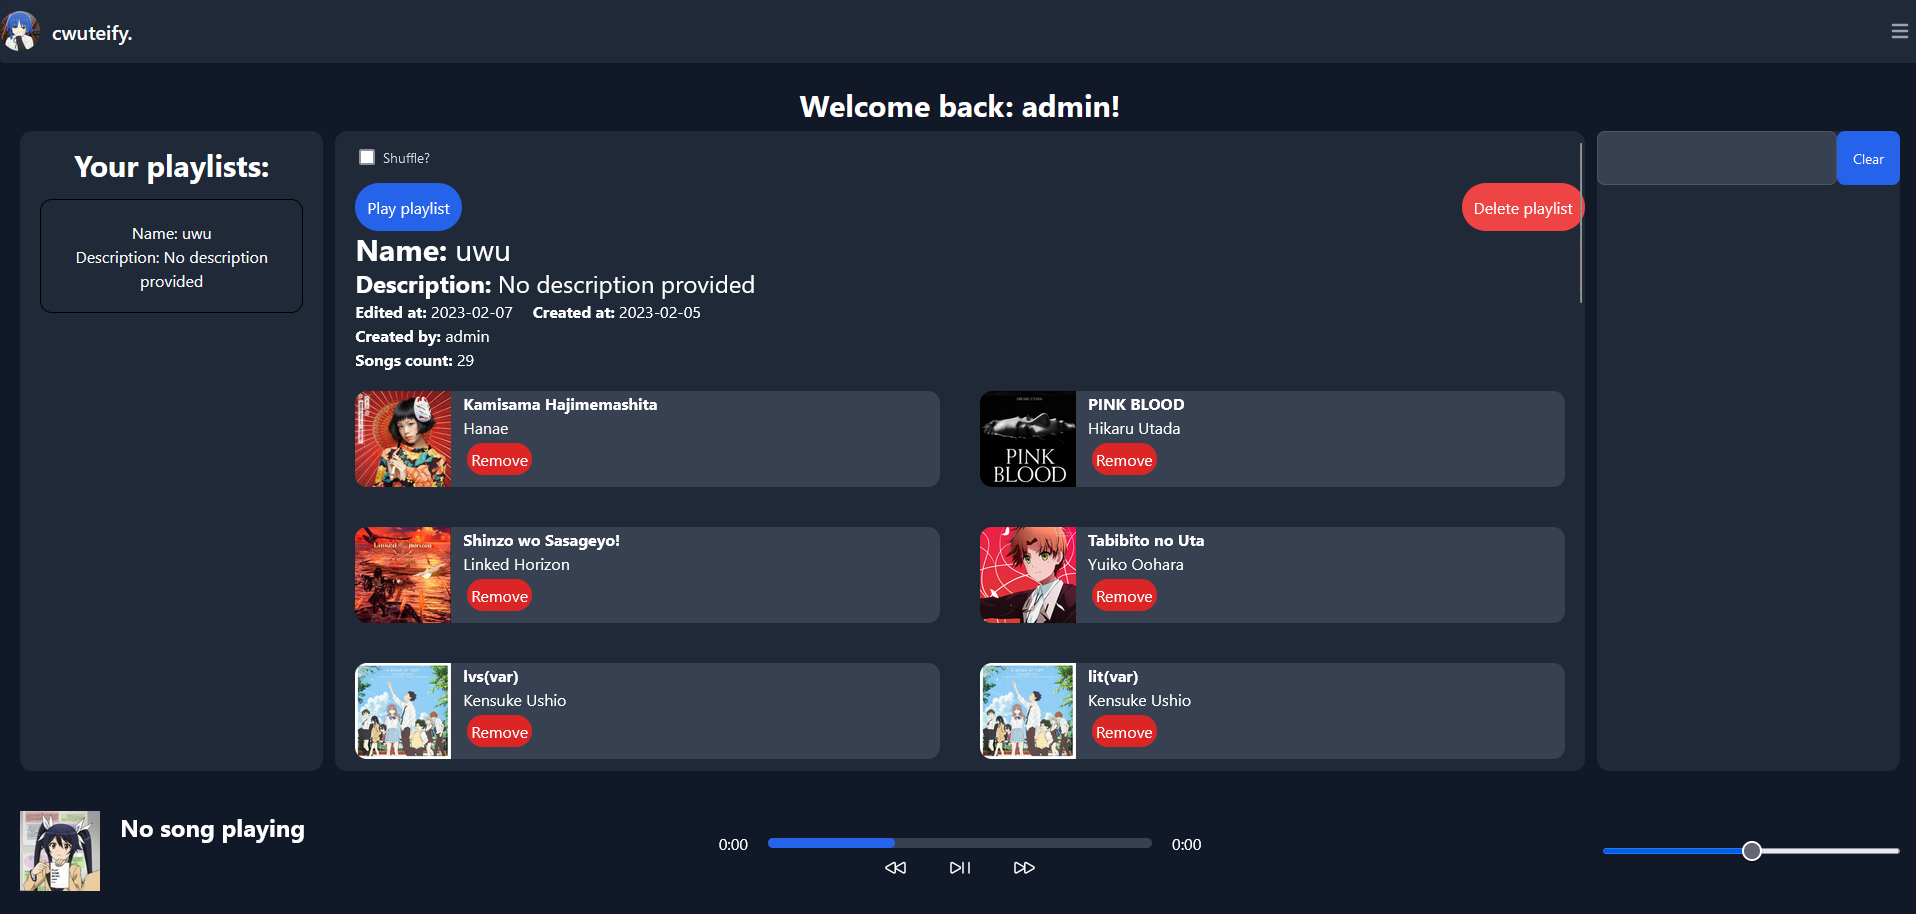 cwuteify.
Welcome back: admin!
Your playlists:
Name: uwu
Description: No description
provided
Shuffle?
Play playlist
Delete playlist
Name: uwu
Description: No description provided
Edited at: 2023-02-07 Created at: 2023-02-05
Created by: admin
Songs count: 29
Kamisama Hajimemashita
Hanae
Remove
PINK BLOOD
Hikaru Utada
Remove
PINK
BLOOD
Shinzo wo Sasageyo!
Linked Horizon
Remove
Linked Horizon
Tabibito no Uta
Yuiko Oohara
Remove
lvs(var)
Kensuke Ushio
Remove
lit(var)
Kensuke Ushio
Remove
Clear
No song playing
0:00
0:00